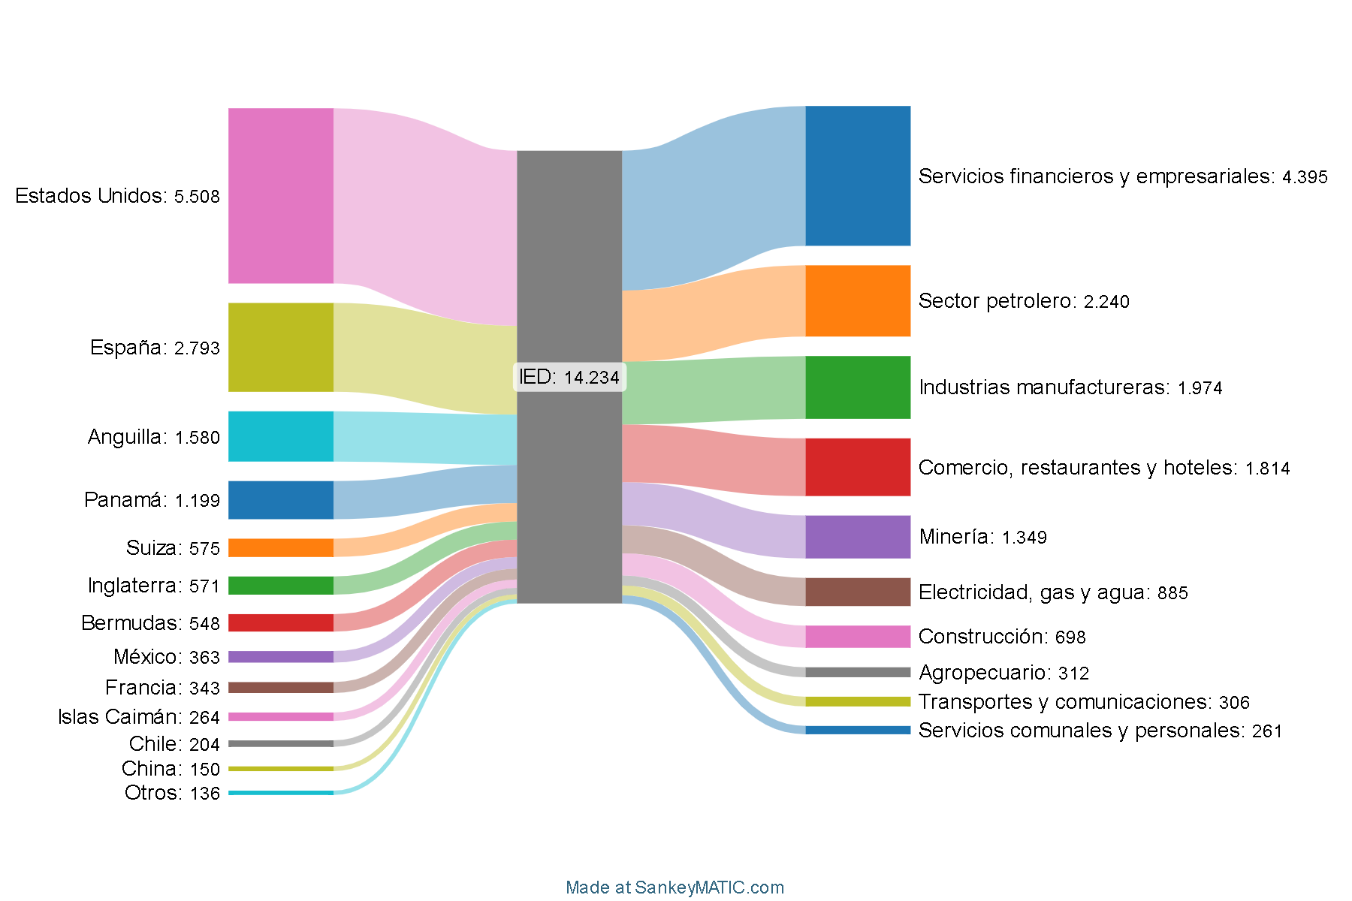 Estados Unidos: 5.508
España: 2.793
Anguilla: 1.580
Panamá: 1.199
Suiza: 575
Inglaterra: 571
Bermudas: 548
México: 363
Francia: 343
Islas Caimán: 264
Chile: 204
China: 150
Otros: 136
IED: 14.234
Servicios financieros y empresariales: 4.395
Sector petrolero: 2.240
Industrias manufactureras: 1.974
Comercio, restaurantes y hoteles: 1.814
Minería: 1.349
Electricidad, gas y agua: 885
Construcción: 698
Agropecuario: 312
Transportes y comunicaciones: 306
Servicios comunales y personales: 261
Made at SankeyMATIC.com